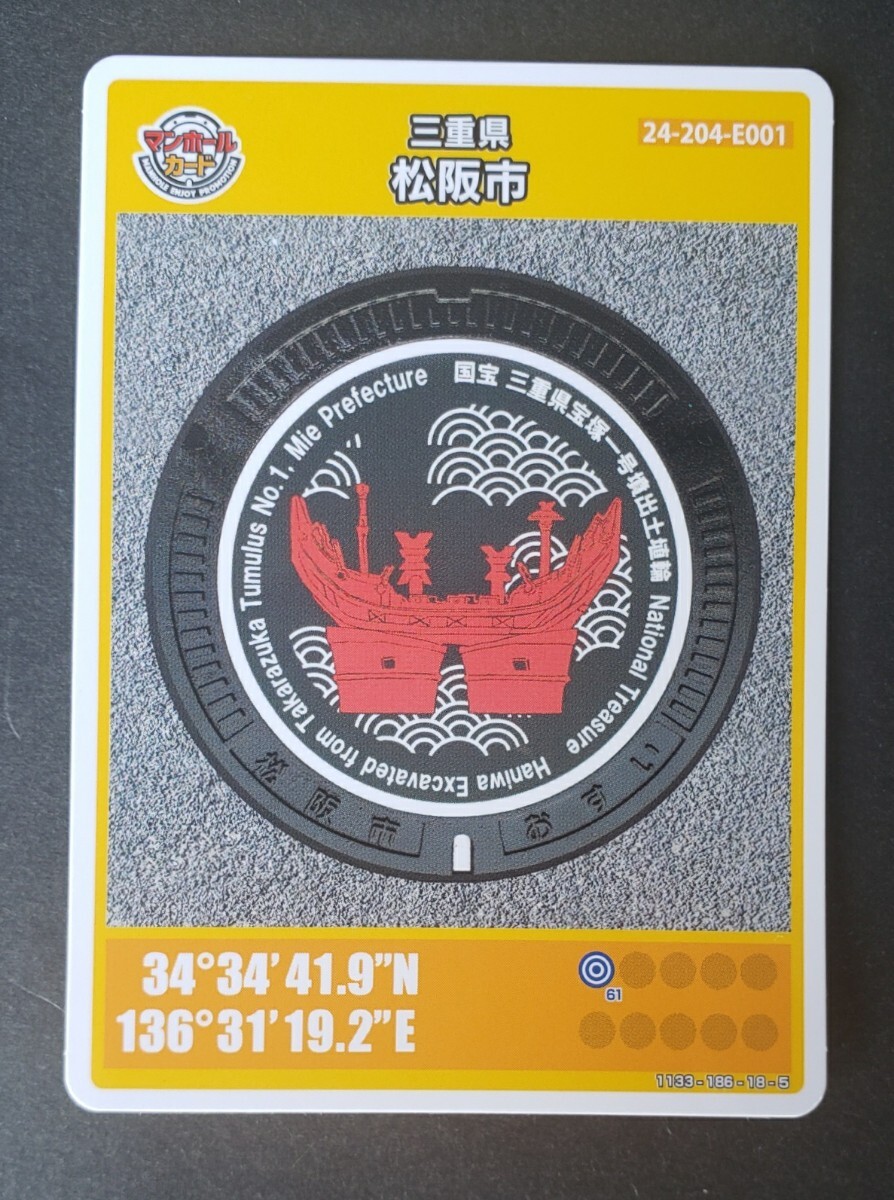 マンホール
カード
MANHOLE ENJOY PROMOTION
三重県
松阪市
24-204-E001
国宝 三重県宝塚一号墳出土埴輪 National Treasure Haniwa Excavated from Takarazuka Tumulus No.1, Mie Prefecture
松阪市
おすい
34°34'41.9”N
136°31'19.2”E
61
1133-186-18-5